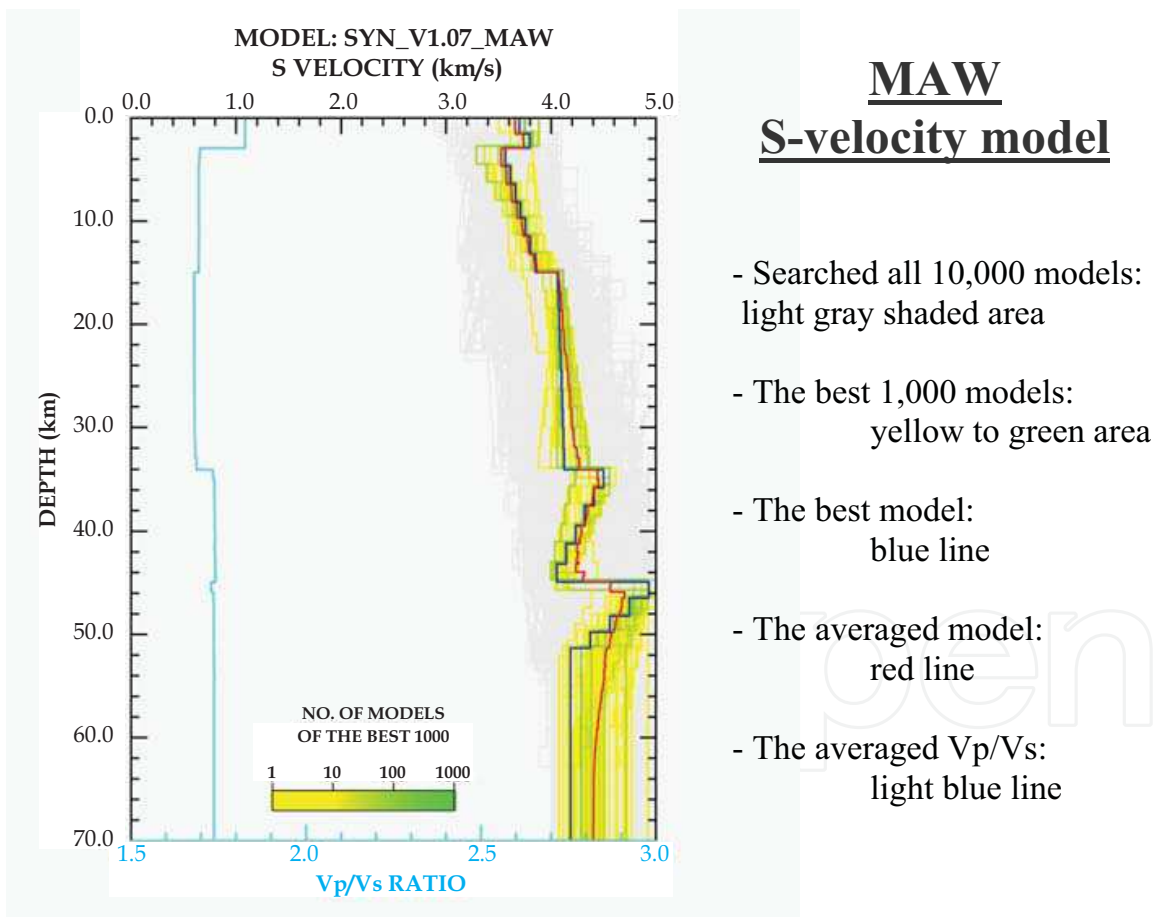 MODEL: SYN_V1.07_MAW
S VELOCITY (km/s)
0.0 1.0 2.0 3.0 4.0 5.0
0.0
10.0
20.0
30.0
40.0
50.0
60.0
70.0
DEPTH (km)
NO. OF MODELS
OF THE BEST 1000
1 10 100 1000
1.5 2.0 2.5 3.0
Vp/Vs RATIO
MAW
S-velocity model
- Searched all 10,000 models:
light gray shaded area
- The best 1,000 models:
yellow to green area
- The best model:
blue line
- The averaged model:
red line
- The averaged Vp/Vs:
light blue line
pen